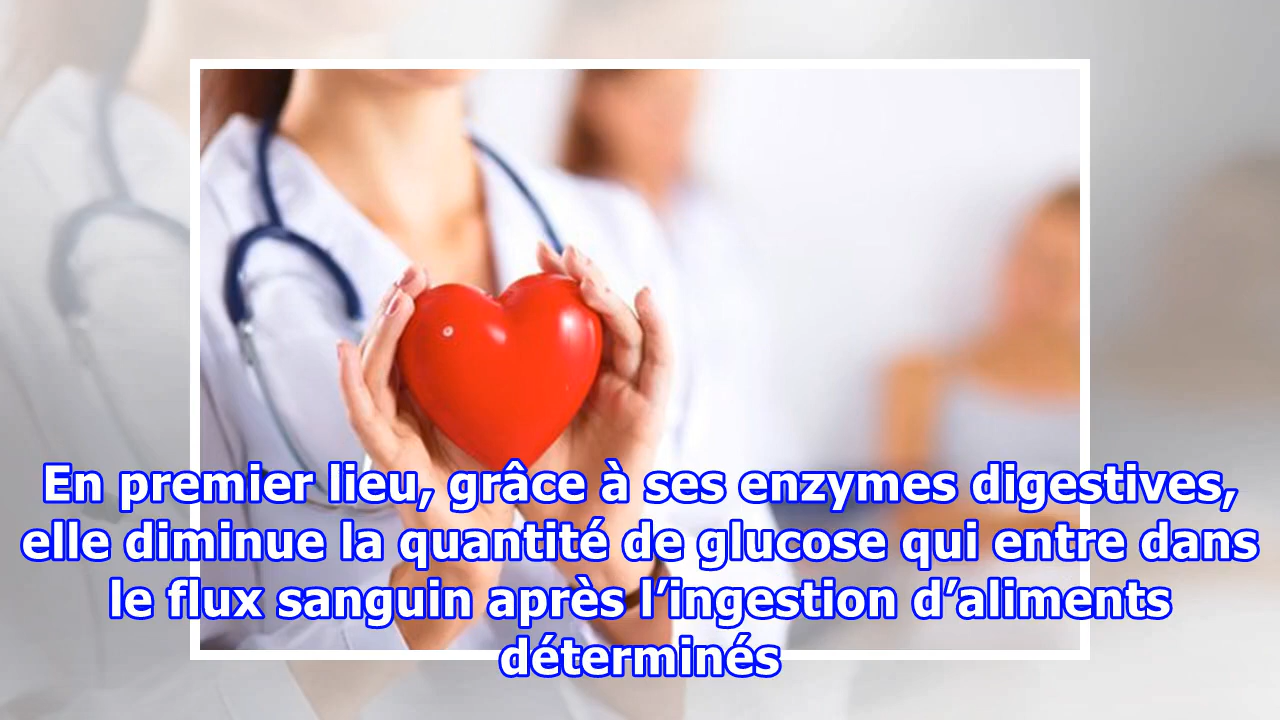 En premier lieu, grâce à ses enzymes digestives,
elle diminue la quantité de glucose qui entre dans
le flux sanguin après l’ingestion d’aliments
déterminés